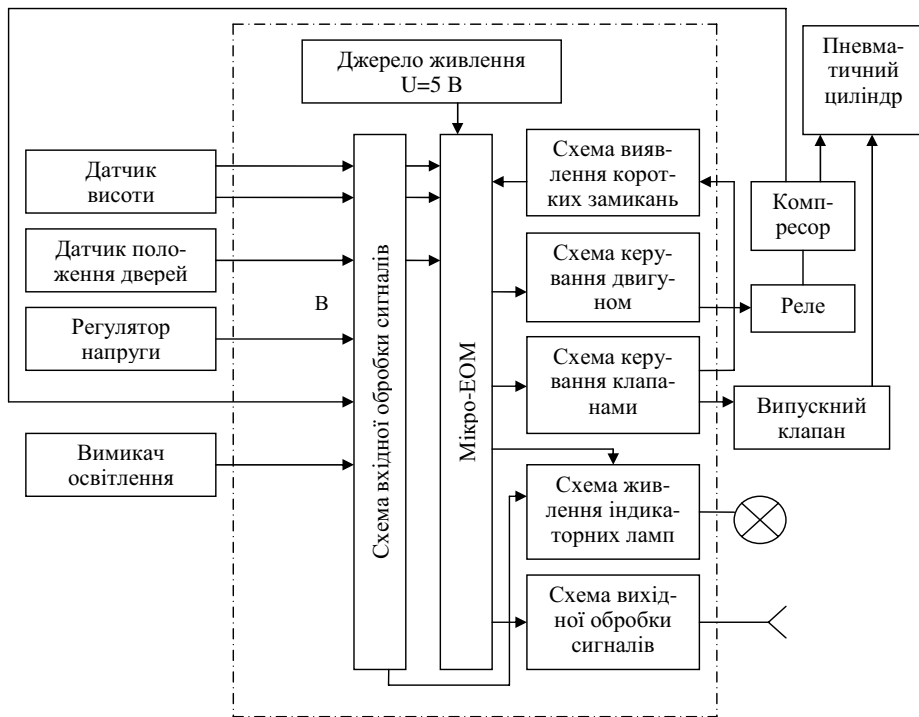 Джерело живлення
U=5 В
Пневма-
тичний
циліндр
Датчик
висоти
Схема вияв-
лення корот-
ких замикань
Комп-
ресор
Датчик поло-
ження дверей
Схема керу-
вання двигу-
ном
Реле
В
Регулятор
напруги
Схема керу-
вання клапа-
нами
Випускний
клапан
Вимикач
освітлення
Схема вхідної обробки сигналів
Мікро-ЕОМ
Схема жив-
лення індика-
торних ламп
Схема вихід-
ної обробки
сигналів